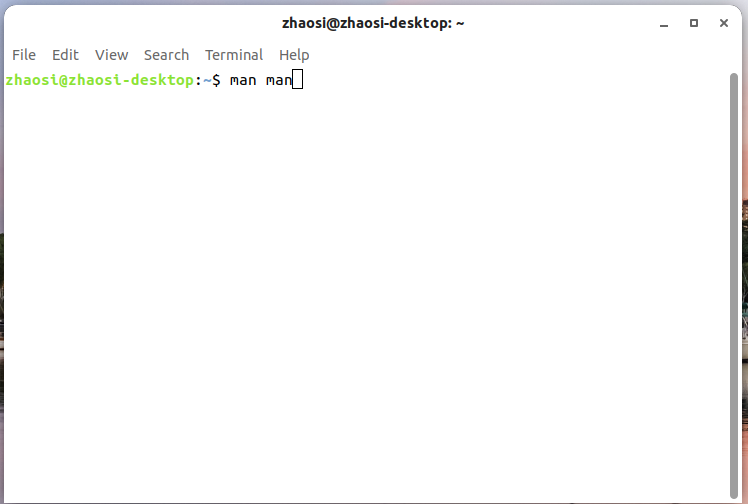 zhaosi@zhaosi-desktop: ~
File Edit View Search Terminal Help
zhaosi@zhaosi-desktop:~$ man man